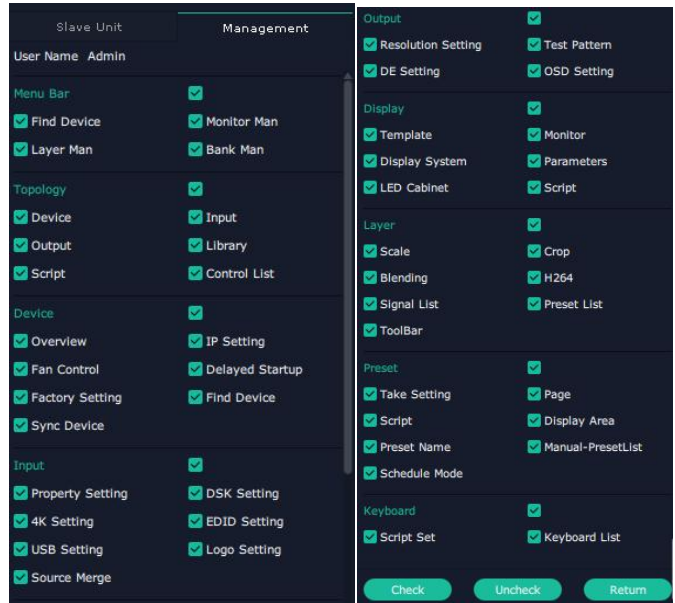 Slave Unit Management
User Name Admin
Menu Bar
Find Device Monitor Man
Layer Man Bank Man
Topology
Device Input
Output Library
Script Control List
Device
Overview IP Setting
Fan Control Delayed Startup
Factory Setting Find Device
Sync Device
Input
Property Setting DSK Setting
4K Setting EDID Setting
USB Setting Logo Setting
Source Merge
Output
Resolution Setting Test Pattern
DE Setting OSD Setting
Display
Template Monitor
Display System Parameters
LED Cabinet Script
Layer
Scale Crop
Blending H264
Signal List Preset List
ToolBar
Preset
Take Setting Page
Script Display Area
Preset Name Manual-PresetList
Schedule Mode
Keyboard
Script Set Keyboard List
Check Uncheck Return